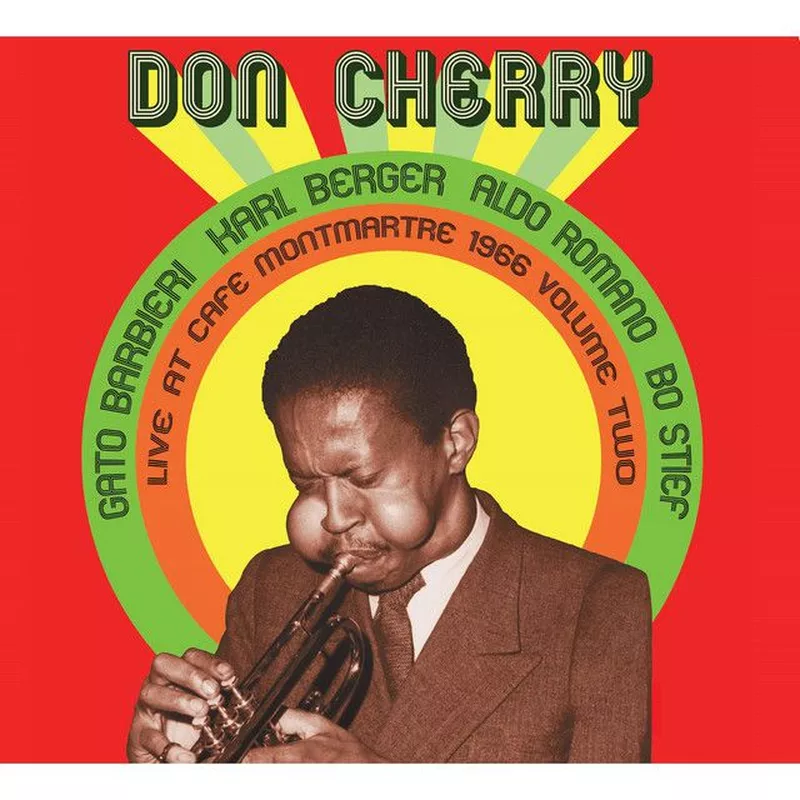 DON CHERRY
GATO BARBIERI KARL BERGER ALDO ROMANO BO STIEF
LIVE AT CAFE MONTMARTRE 1966 VOLUME TWO